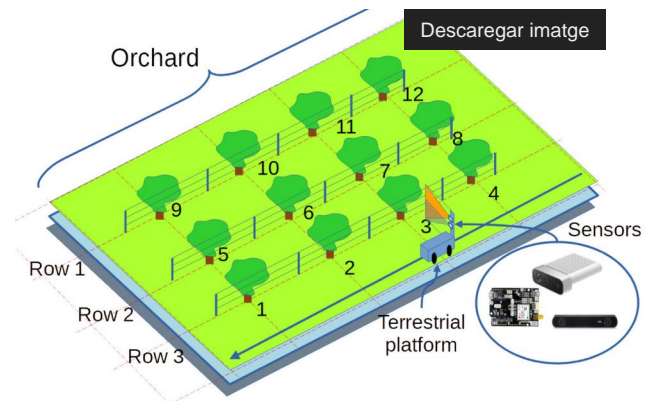 Descaregar imatge
Orchard
12
11
8
10
7
4
9
6
3
Sensors
5
2
Row 1
1
Row 2
Terrestrial
platform
Row 3